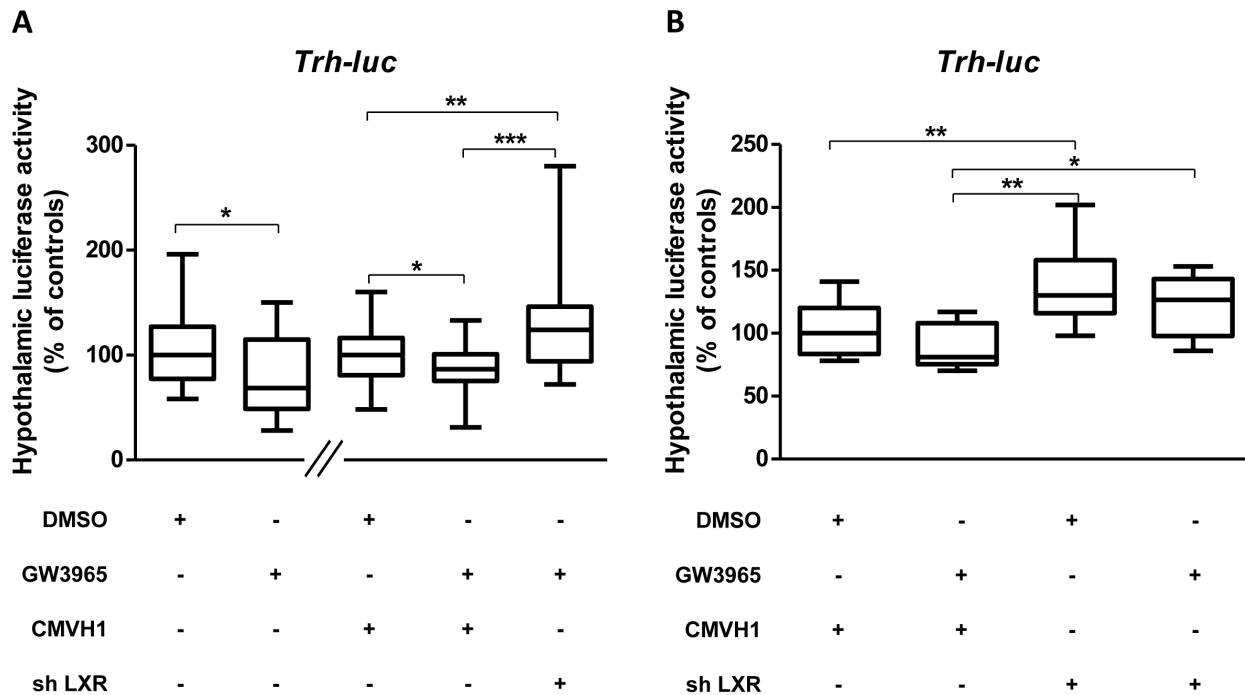 A
Trh-luc
Hypothalamic luciferase activity
(% of controls)
300
200
100
0
*
*
**
***
DMSO + - + - -
GW3965 - + - + +
CMVH1 - - + + -
sh LXR - - - - +
B
Trh-luc
Hypothalamic luciferase activity
(% of controls)
250
200
150
100
50
0
**
*
**
DMSO + - + -
GW3965 - + - +
CMVH1 + + - -
sh LXR - - + +